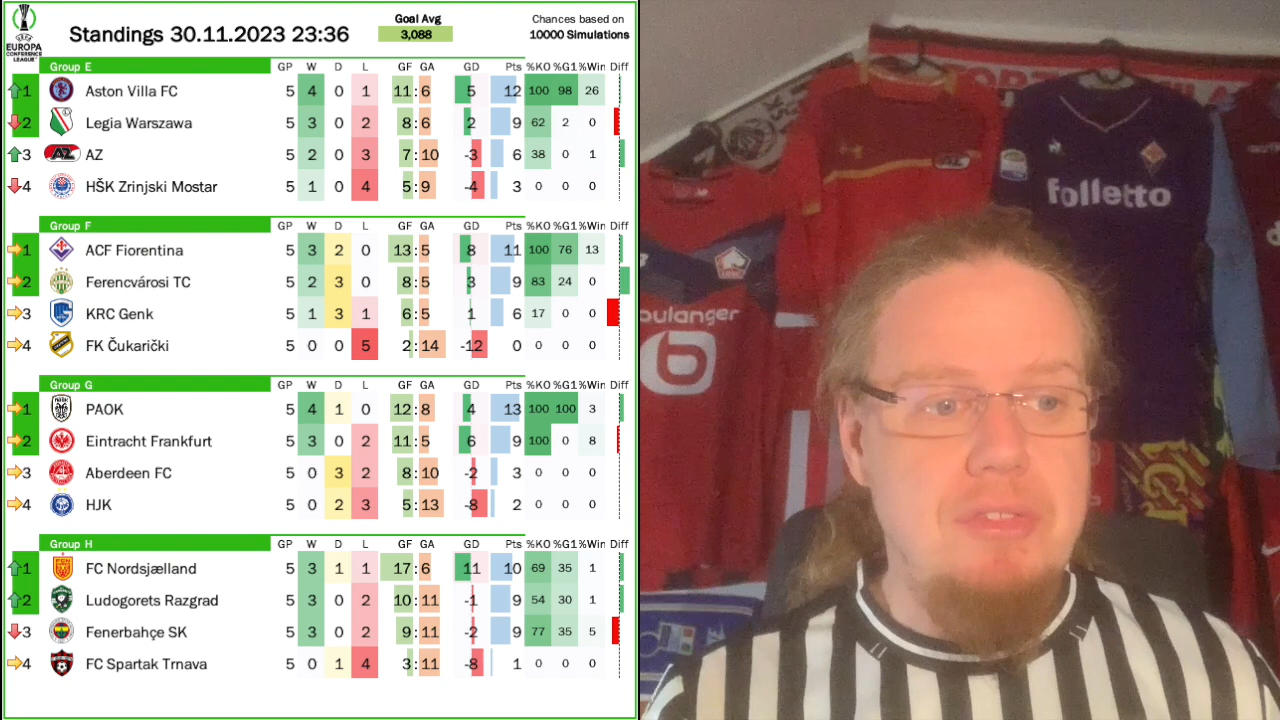 UEFA
EUROPA
CONFERENCE
LEAGUE
Standings 30.11.2023 23:36
Goal Avg
3,088
Chances based on
10000 Simulations
Group E GP W D L GF GA GD Pts %KO %G1 %Win Diff
1 Aston Villa FC 5 4 0 1 11:6 5 12 100 98 26
2 Legia Warszawa 5 3 0 2 8:6 2 9 62 2 0
3 AZ 5 2 0 3 7:10 -3 6 38 0 1
4 HŠK Zrinjski Mostar 5 1 0 4 5:9 -4 3 0 0 0
Group F GP W D L GF GA GD Pts %KO %G1 %Win Diff
1 ACF Fiorentina 5 3 2 0 13:5 8 11 100 76 13
2 Ferencvárosi TC 5 2 3 0 8:5 3 9 83 24 0
3 KRC Genk 5 1 3 1 6:5 1 6 17 0 0
4 FK Čukarički 5 0 0 5 2:14 -12 0 0 0 0
Group G GP W D L GF GA GD Pts %KO %G1 %Win Diff
1 PAOK 5 4 1 0 12:8 4 13 100 100 3
2 Eintracht Frankfurt 5 3 0 2 11:5 6 9 100 0 8
3 Aberdeen FC 5 0 3 2 8:10 -2 3 0 0 0
4 HJK 5 0 2 3 5:13 -8 2 0 0 0
Group H GP W D L GF GA GD Pts %KO %G1 %Win Diff
1 FC Nordsjælland 5 3 1 1 17:6 11 10 69 35 1
2 Ludogorets Razgrad 5 3 0 2 10:11 -1 9 54 30 1
3 Fenerbahçe SK 5 3 0 2 9:11 -2 9 77 35 5
4 FC Spartak Trnava 5 0 1 4 3:11 -8 1 0 0 0
AZ
folletto
boulanger